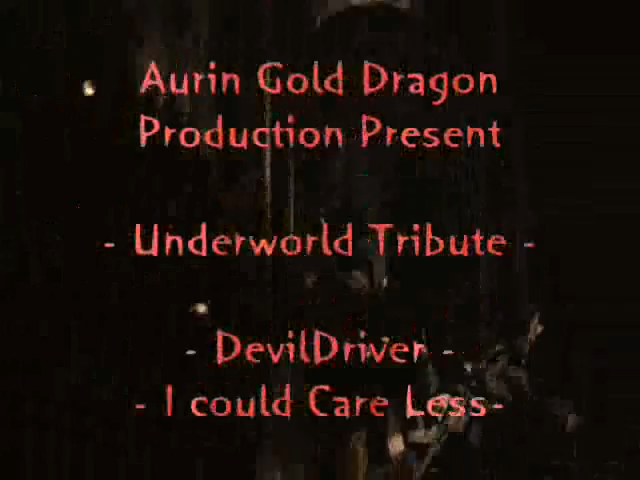 Aurin Gold Dragon
Production Present
- Underworld Tribute -
- DevilDriver -
- I could Care Less-